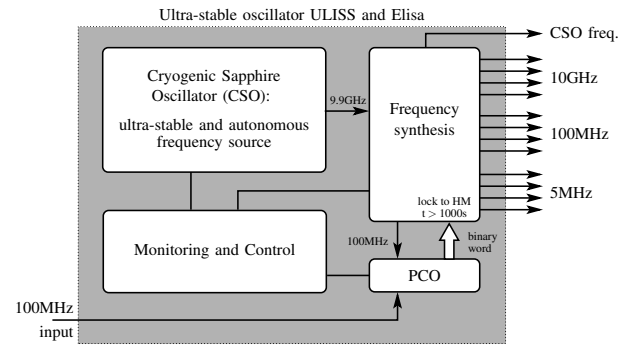 Ultra-stable oscillator ULISS and Elisa
CSO freq.
Cryogenic Sapphire
Oscillator (CSO):
ultra-stable and autonomous
frequency source
9.9GHz
Frequency
synthesis
10GHz
100MHz
5MHz
lock to HM
t > 1000s
Monitoring and Control
100MHz
binary
word
PCO
100MHz
input